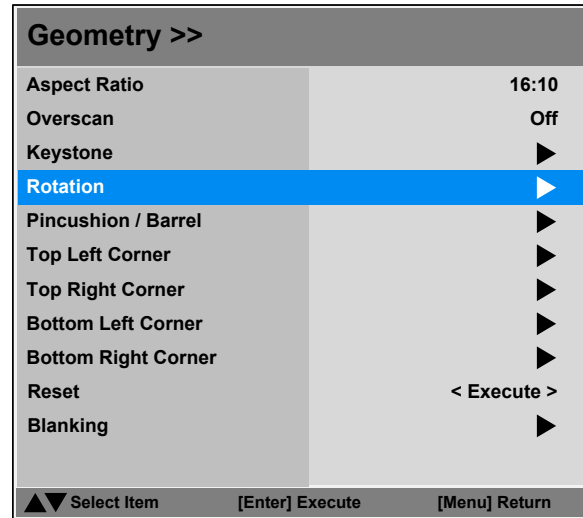 Geometry >>
Aspect Ratio 16:10
Overscan Off
Keystone
Rotation
Pincushion / Barrel
Top Left Corner
Top Right Corner
Bottom Left Corner
Bottom Right Corner
Reset < Execute >
Blanking
Select Item [Enter] Execute [Menu] Return